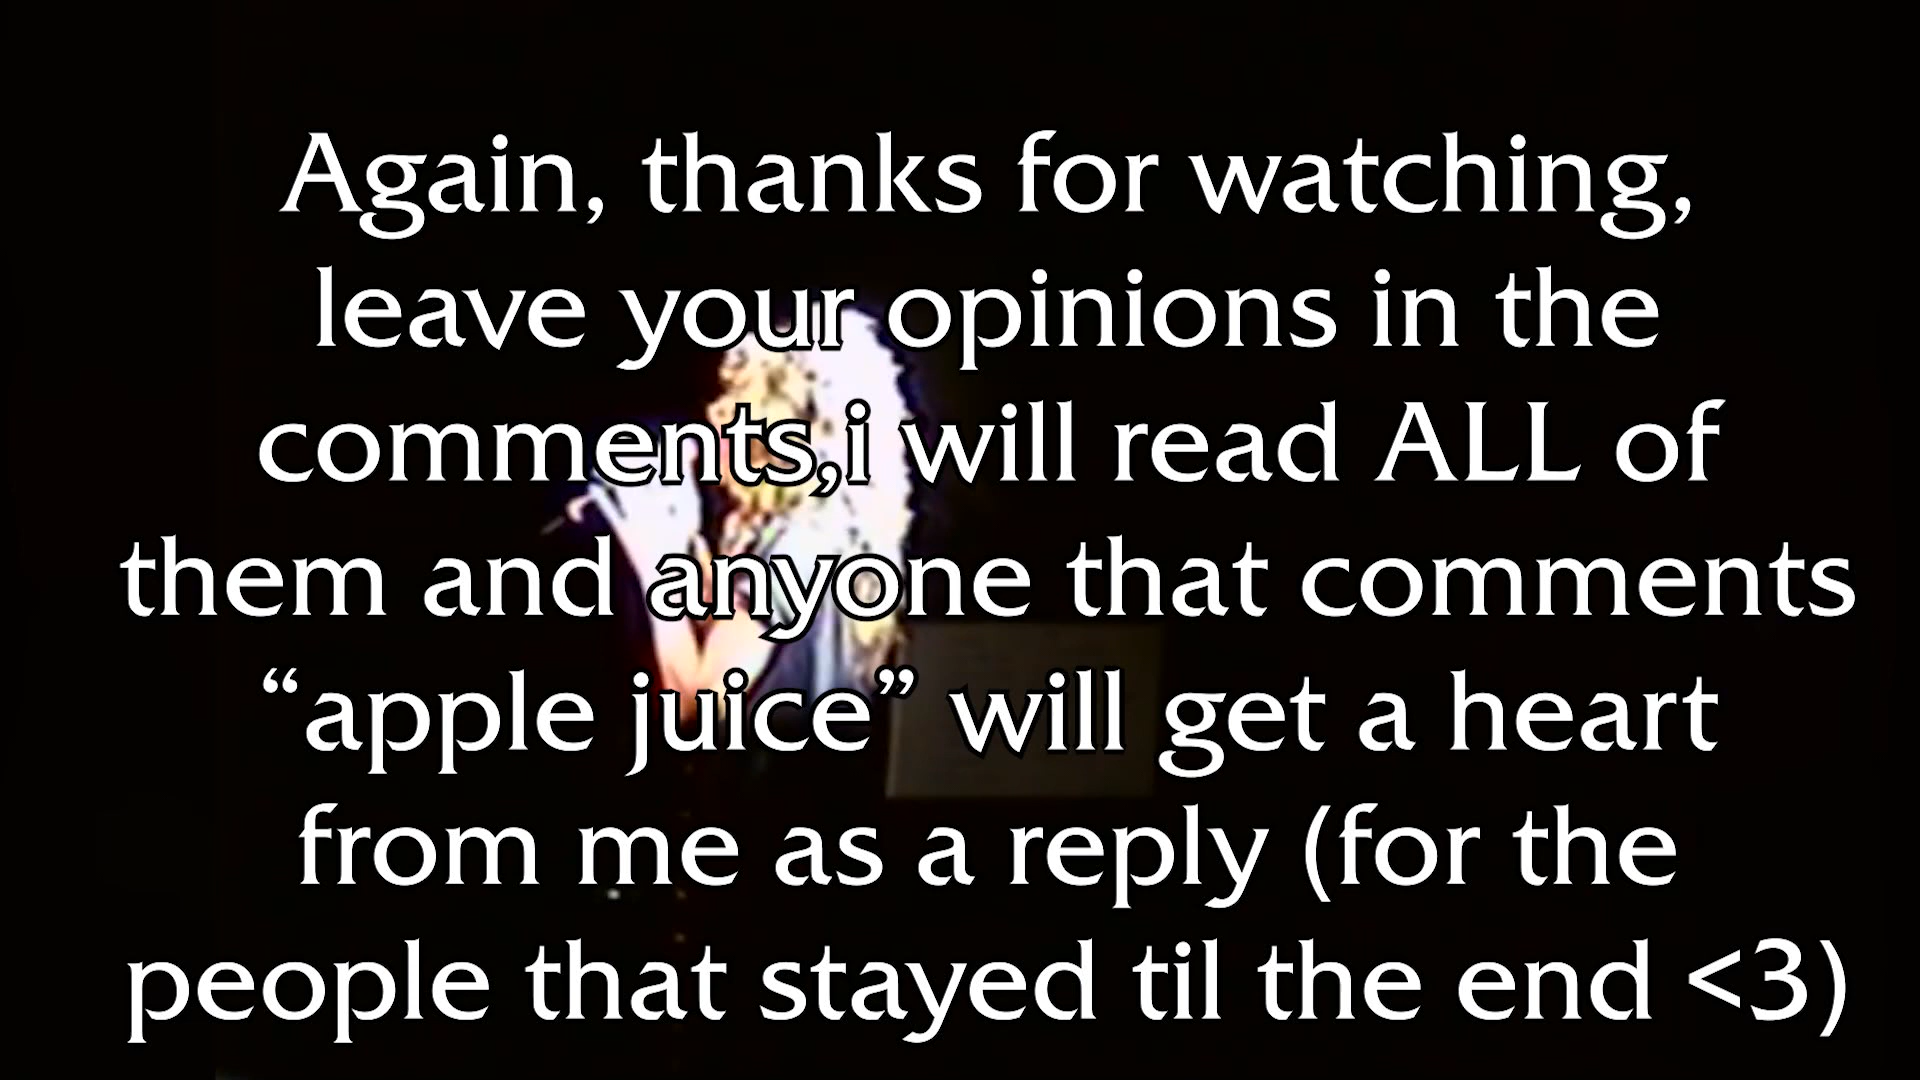 Again, thanks for watching,
leave your opinions in the
comments,i will read ALL of
them and anyone that comments
“apple juice” will get a heart
from me as a reply (for the
people that stayed til the end <3)